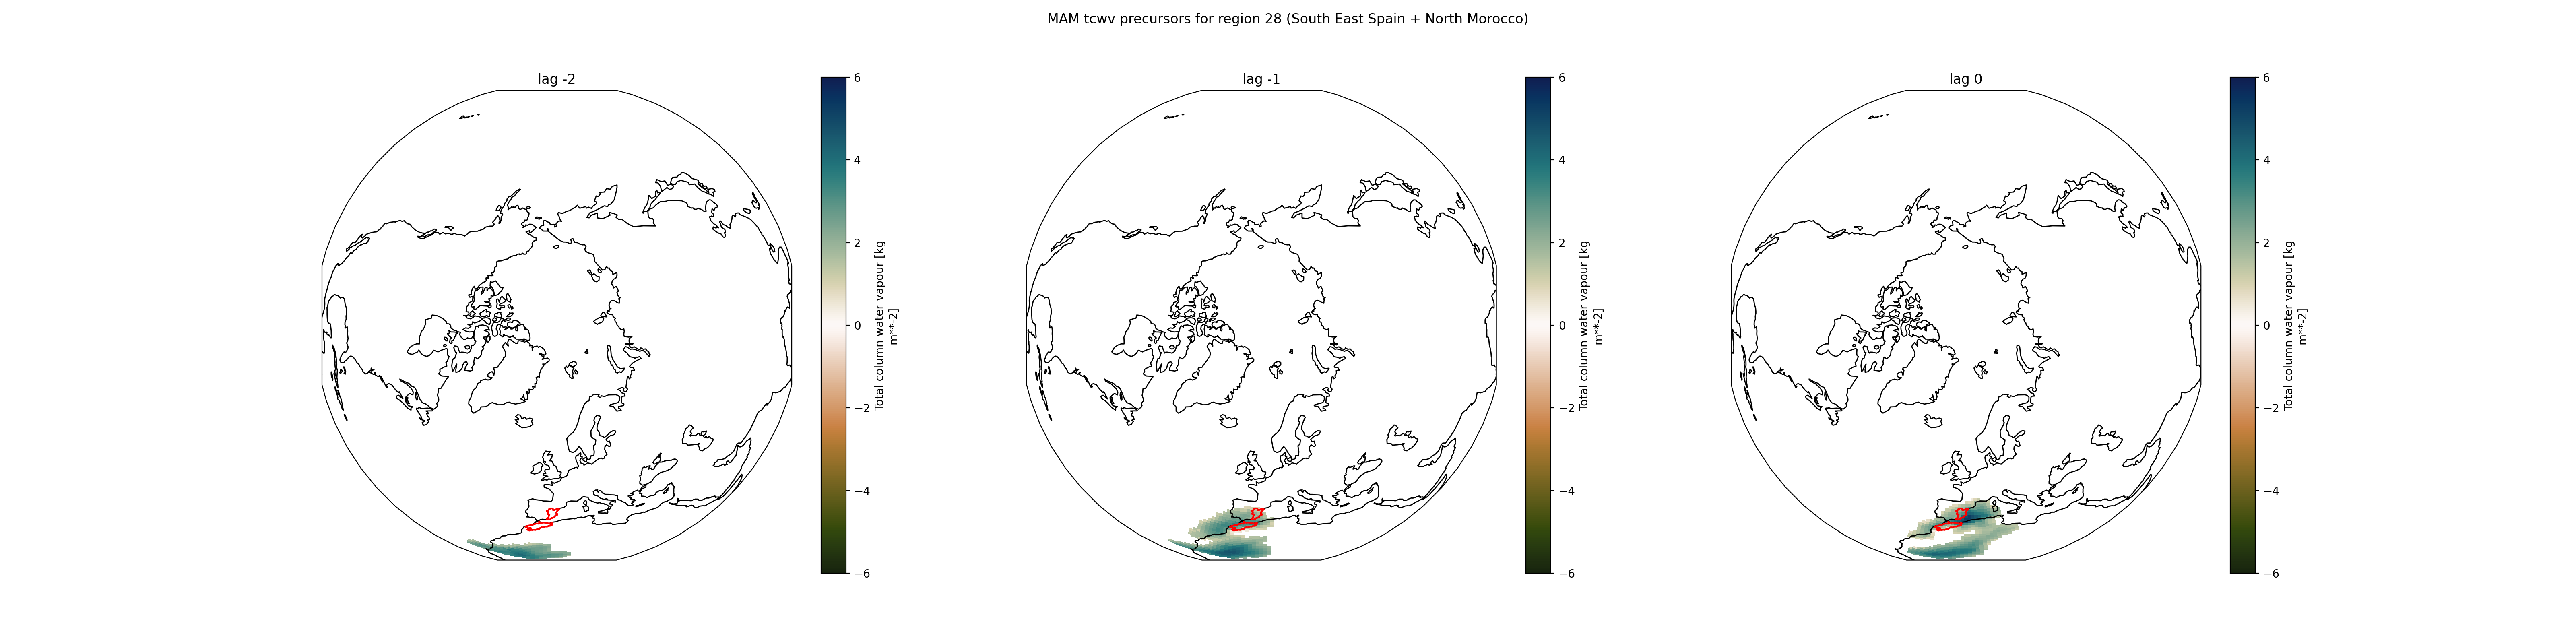 MAM tcwv precursors for region 28 (South East Spain + North Morocco)
lag -2
6
4
2
0
−2
−4
−6
Total column water vapour [kg
m**-2]
lag -1
6
4
2
0
−2
−4
−6
Total column water vapour [kg
m**-2]
lag 0
6
4
2
0
−2
−4
−6
Total column water vapour [kg
m**-2]